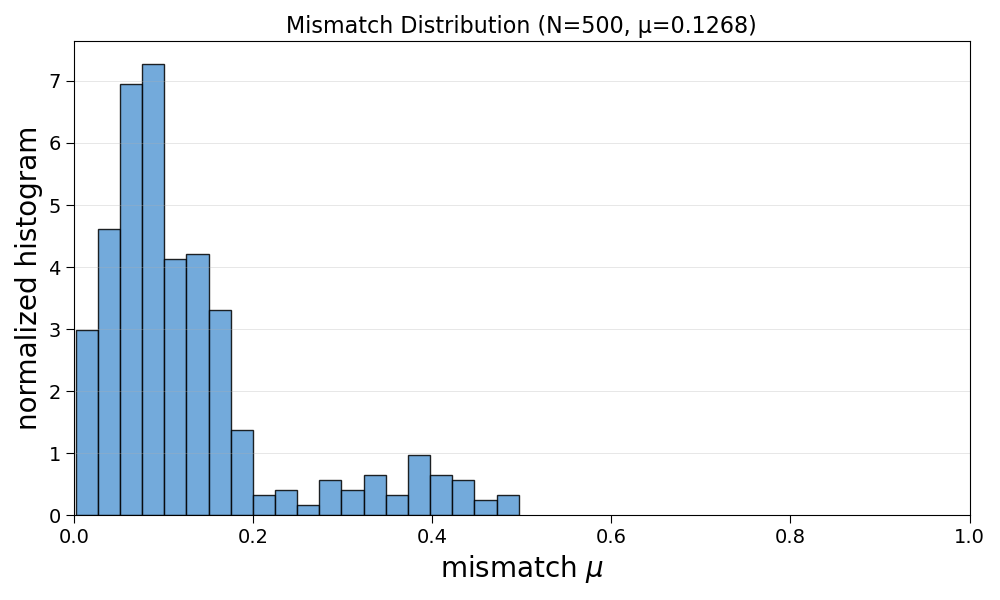 Mismatch Distribution (N=500, μ=0.1268)
normalized histogram
7
6
5
4
3
2
1
0
0.0 0.2 0.4 0.6 0.8 1.0
mismatch μ